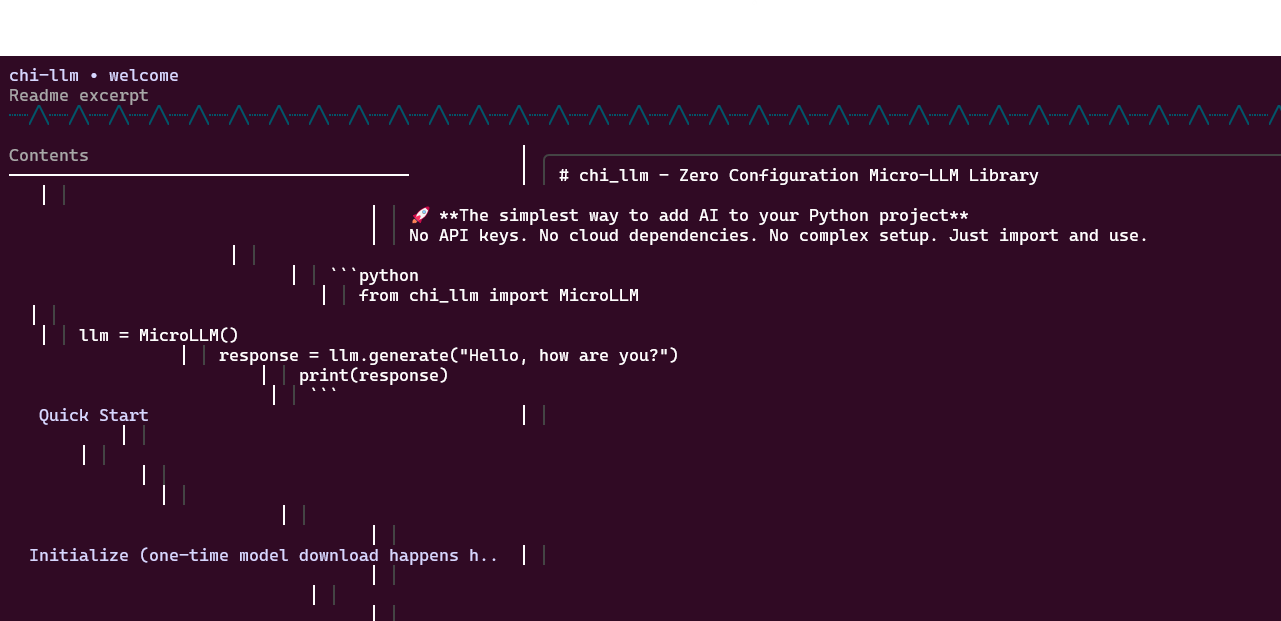 chi-llm • welcome
Readme excerpt
Contents
# chi_llm - Zero Configuration Micro-LLM Library
🚀 **The simplest way to add AI to your Python project**
No API keys. No cloud dependencies. No complex setup. Just import and use.
```python
from chi_llm import MicroLLM
llm = MicroLLM()
response = llm.generate("Hello, how are you?")
print(response)
```
Quick Start
Initialize (one-time model download happens h..